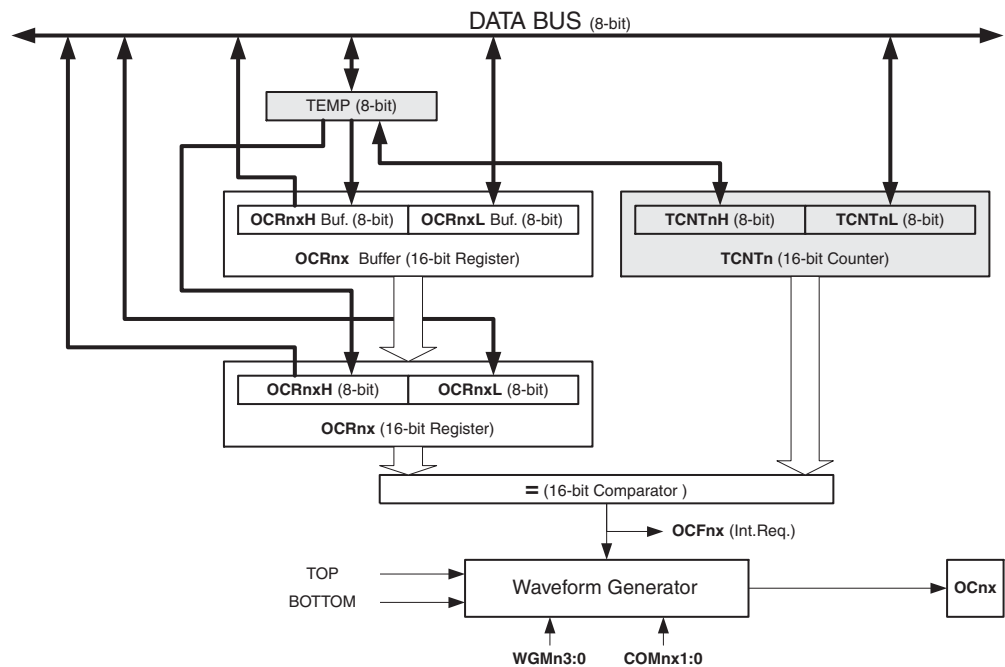 DATA BUS (8-bit)
TEMP (8-bit)
OCRnxH Buf. (8-bit) OCRnxL Buf. (8-bit)
OCRnx Buffer (16-bit Register)
TCNTnH (8-bit) TCNTnL (8-bit)
TCNTn (16-bit Counter)
OCRnxH (8-bit) OCRnxL (8-bit)
OCRnx (16-bit Register)
= (16-bit Comparator )
OCFnx (Int.Req.)
TOP
BOTTOM
Waveform Generator
OCnx
WGMn3:0 COMnx1:0